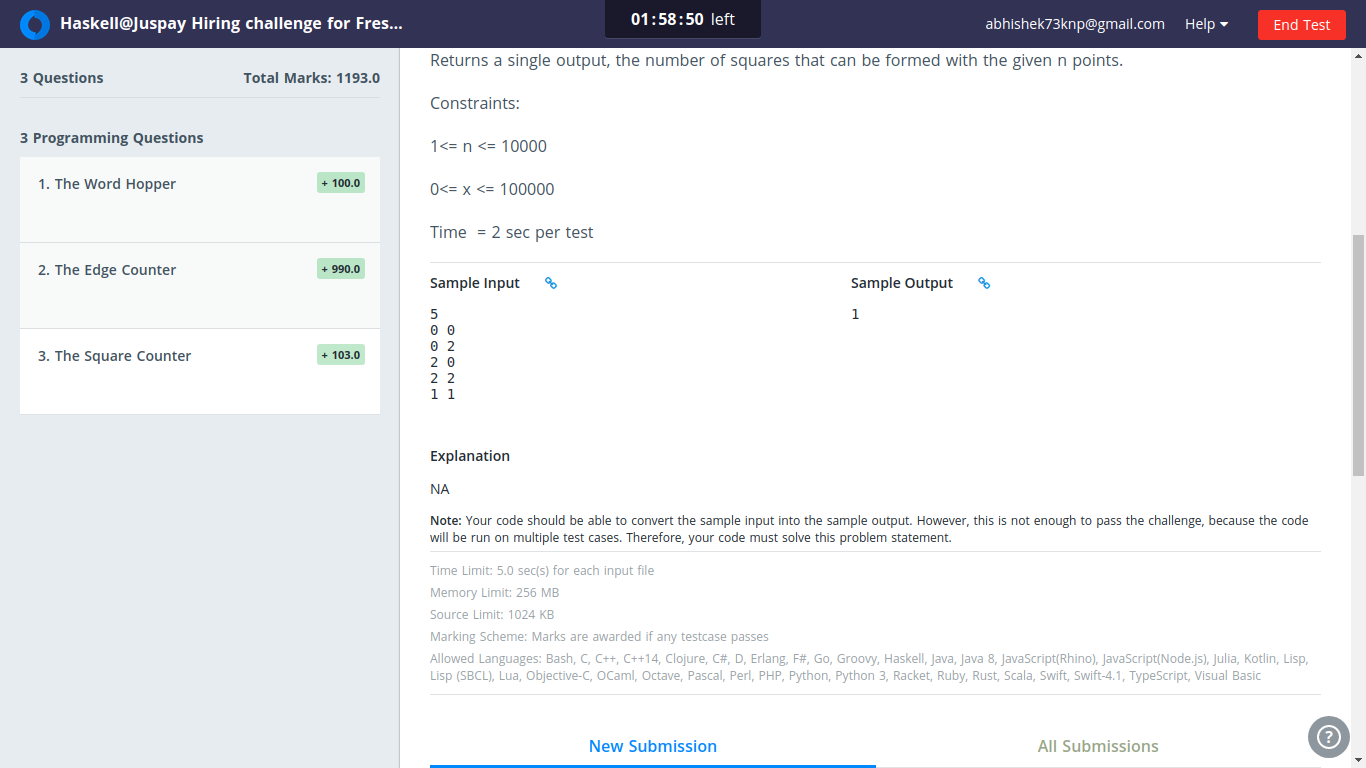 Haskell@Juspay Hiring challenge for Fres...
01:58:50 left
abhishek73knp@gmail.com
Help
End Test
3 Questions
Total Marks: 1193.0
3 Programming Questions
1. The Word Hopper
+ 100.0
2. The Edge Counter
+ 990.0
3. The Square Counter
+ 103.0
Returns a single output, the number of squares that can be formed with the given n points.
Constraints:
1<= n <= 10000
0<= x <= 100000
Time = 2 sec per test
Sample Input
5
0 0
0 2
2 0
2 2
1 1
Sample Output
1
Explanation
NA
Note: Your code should be able to convert the sample input into the sample output. However, this is not enough to pass the challenge, because the code
will be run on multiple test cases. Therefore, your code must solve this problem statement.
Time Limit: 5.0 sec(s) for each input file
Memory Limit: 256 MB
Source Limit: 1024 KB
Marking Scheme: Marks are awarded if any testcase passes
Allowed Languages: Bash, C, C++, C++14, Clojure, C#, D, Erlang, F#, Go, Groovy, Haskell, Java, Java 8, JavaScript(Rhino), JavaScript(Node.js), Julia, Kotlin, Lisp,
Lisp (SBCL), Lua, Objective-C, OCaml, Octave, Pascal, Perl, PHP, Python, Python 3, Racket, Ruby, Rust, Scala, Swift, Swift-4.1, TypeScript, Visual Basic
New Submission
All Submissions
?